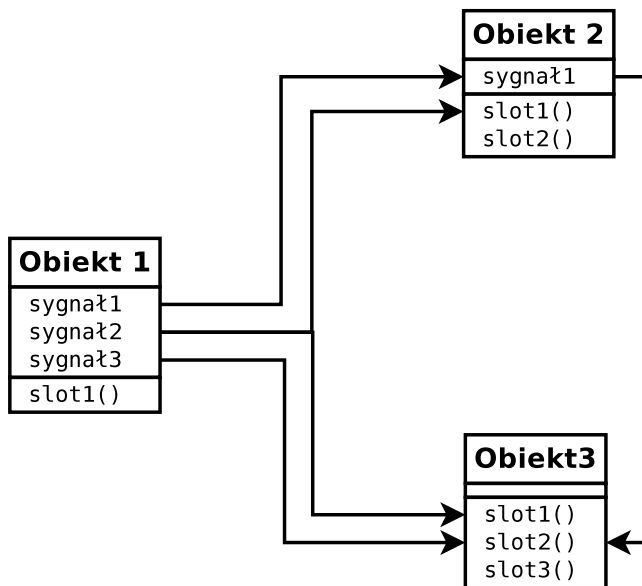 Obiekt 2
sygnał1
slot1()
slot2()
Obiekt 1
sygnał1
sygnał2
sygnał3
slot1()
Obiekt3
slot1()
slot2()
slot3()